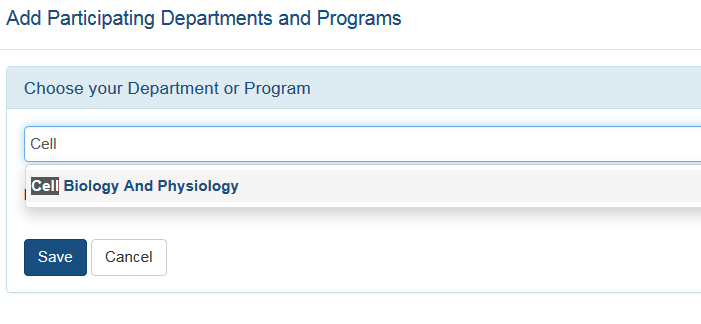 Add Participating Departments and Programs
Choose your Department or Program
Cell
Cell Biology And Physiology
Save Cancel